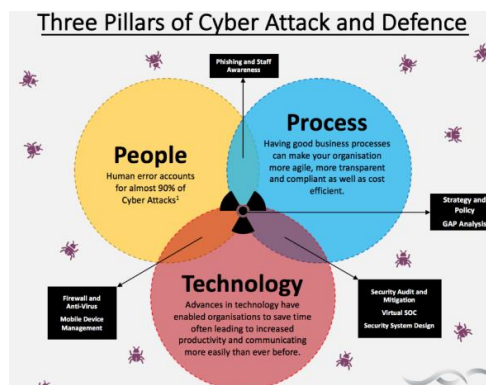 Three Pillars of Cyber Attack and Defence
Phishing and Staff
Awareness
People
Human error accounts
for almost 90% of
Cyber Attacks¹
Process
Having good business processes
can make your organisation
more agile, more transparent
and compliant as well as cost
efficient.
Strategy and
Policy
GAP Analysis
Technology
Advances in technology have
enabled organisations to save time
often leading to increased
productivity and communicating
more easily than ever before.
Firewall and
Anti-Virus
Mobile Device
Management
Security Audit and
Mitigation
Virtual SOC
Security System Design